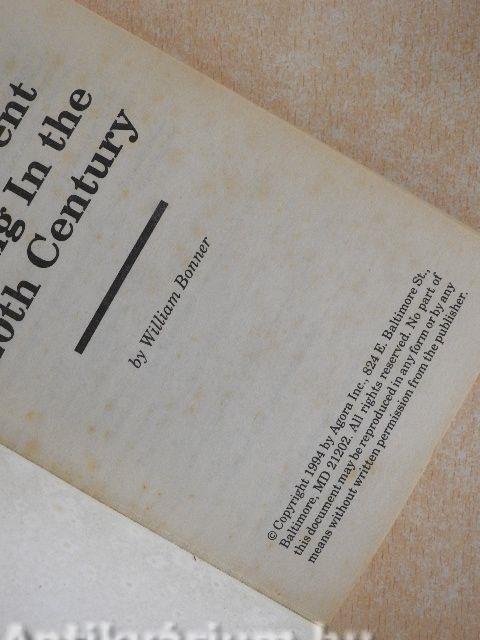 ent
g In the
0th Century
by William Bonner
© Copyright 1994 by Agora Inc., 824 E. Baltimore St.,
Baltimore, MD 21202. All rights reserved. No part of
this document may be reproduced in any form or by any
means without written permission from the publisher.
Antikvárium.hu